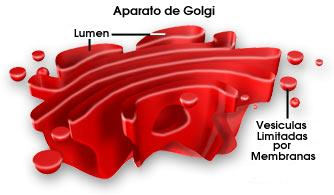 Aparato de Golgi
Lumen
Vesiculas
Limitadas
por
Membranas